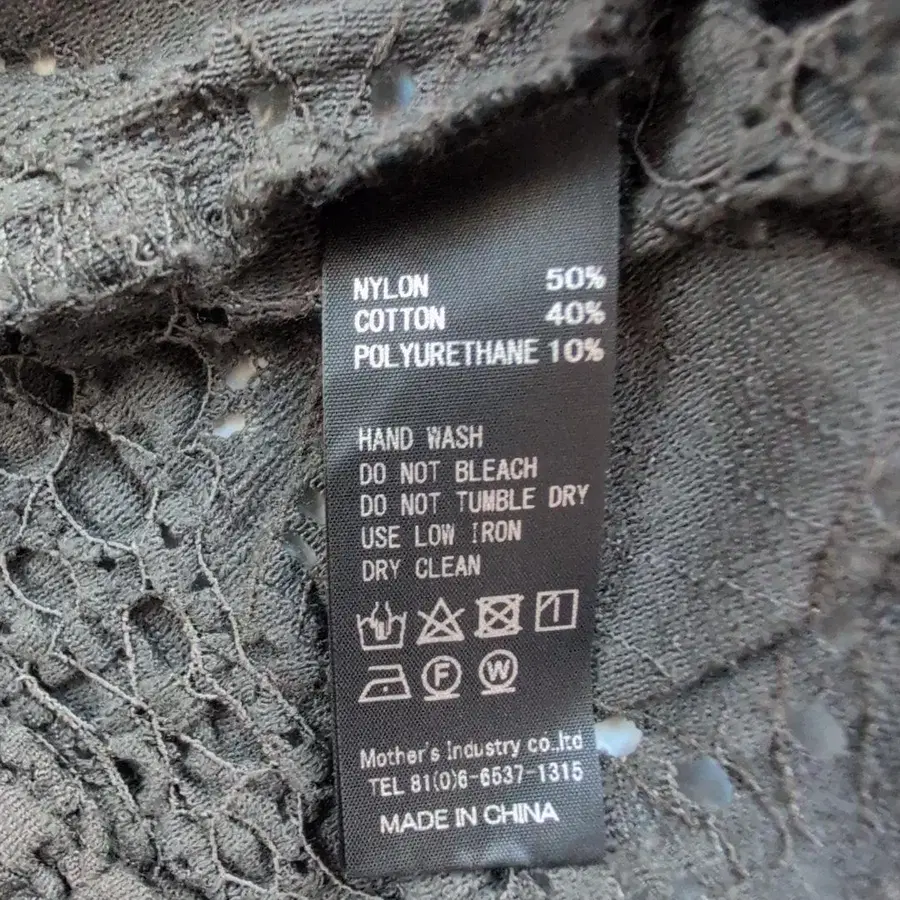 NYLON 50%
COTTON 40%
POLYURETHANE 10%
HAND WASH
DO NOT BLEACH
DO NOT TUMBLE DRY
USE LOW IRON
DRY CLEAN
F W
Mother's Industry co.,ltd
TEL 81(0)6-6537-1315
MADE IN CHINA